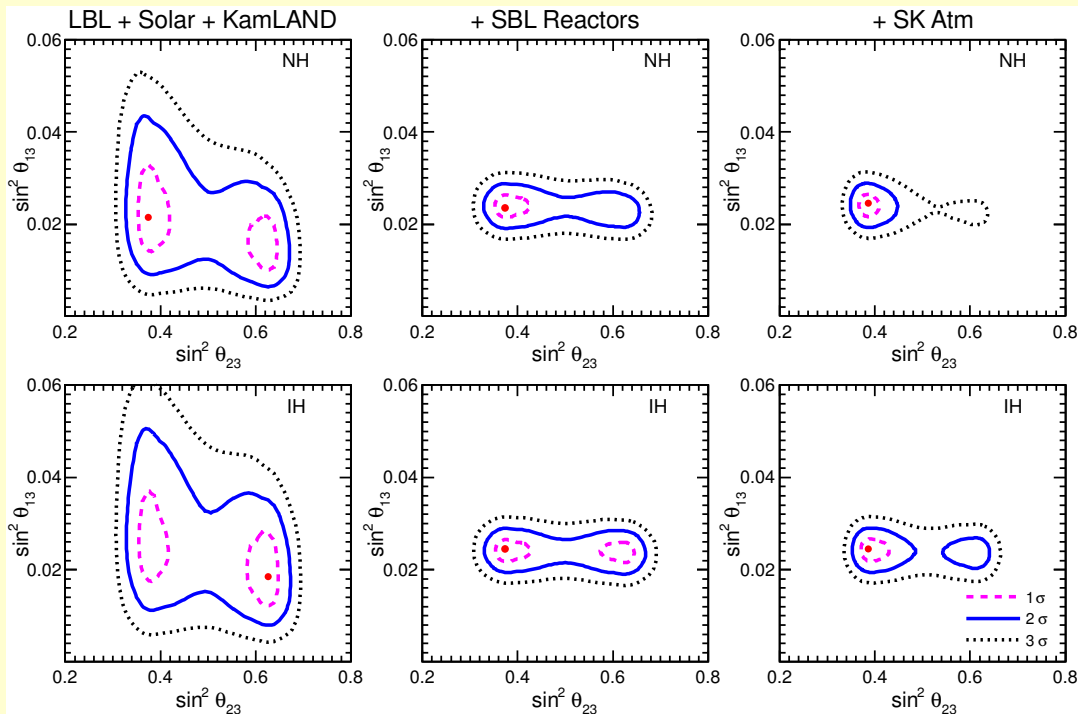 LBL + Solar + KamLAND
+ SBL Reactors
+ SK Atm
0.06
0.04
0.02
sin² θ₁₃
NH
0.2 0.4 0.6 0.8
sin² θ₂₃
0.06
0.04
0.02
sin² θ₁₃
NH
0.2 0.4 0.6 0.8
sin² θ₂₃
0.06
0.04
0.02
sin² θ₁₃
NH
0.2 0.4 0.6 0.8
sin² θ₂₃
0.06
0.04
0.02
sin² θ₁₃
IH
0.2 0.4 0.6 0.8
sin² θ₂₃
0.06
0.04
0.02
sin² θ₁₃
IH
0.2 0.4 0.6 0.8
sin² θ₂₃
0.06
0.04
0.02
sin² θ₁₃
IH
1σ
2σ
3σ
0.2 0.4 0.6 0.8
sin² θ₂₃